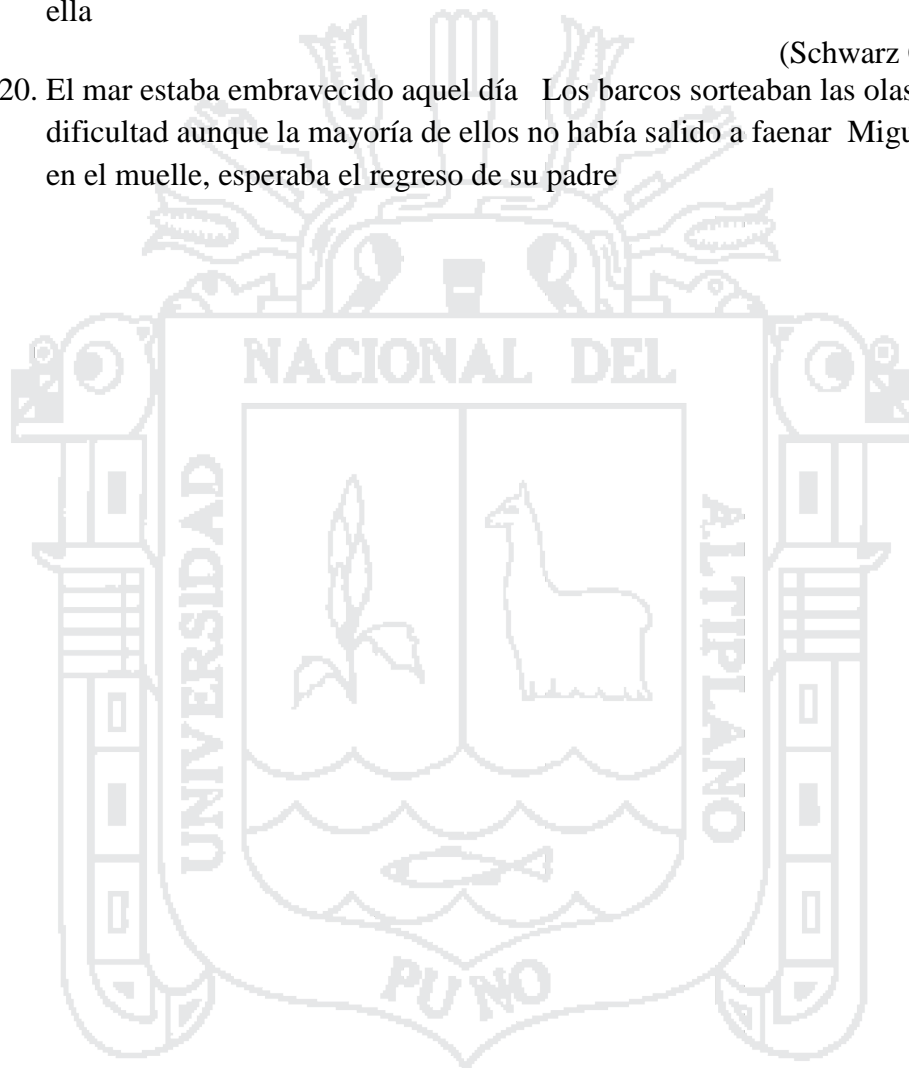 ella
(Schwarz
20. El mar estaba embravecido aquel día Los barcos sorteaban las olas
dificultad aunque la mayoría de ellos no había salido a faenar
en el muelle, esperaba el regreso de su padre
NACIONAL DEL
UNIVERSIDAD
ALTIPLANO
PUNO